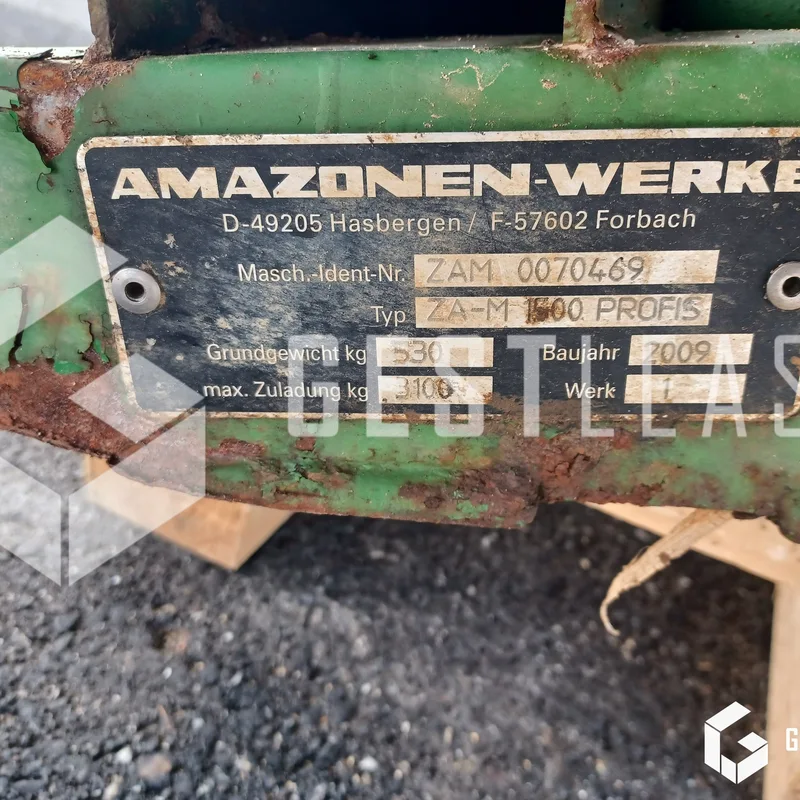 AMAZONEN-WERKE
D-49205 Hasbergen / F-57602 Forbach
Masch.-Ident-Nr. ZAM 0070469
Typ ZA-M 1500 PROFIS
Grundgewicht kg 530 Baujahr 2009
max. Zuladung kg 3100 Werk 1
GESTLEAS
G